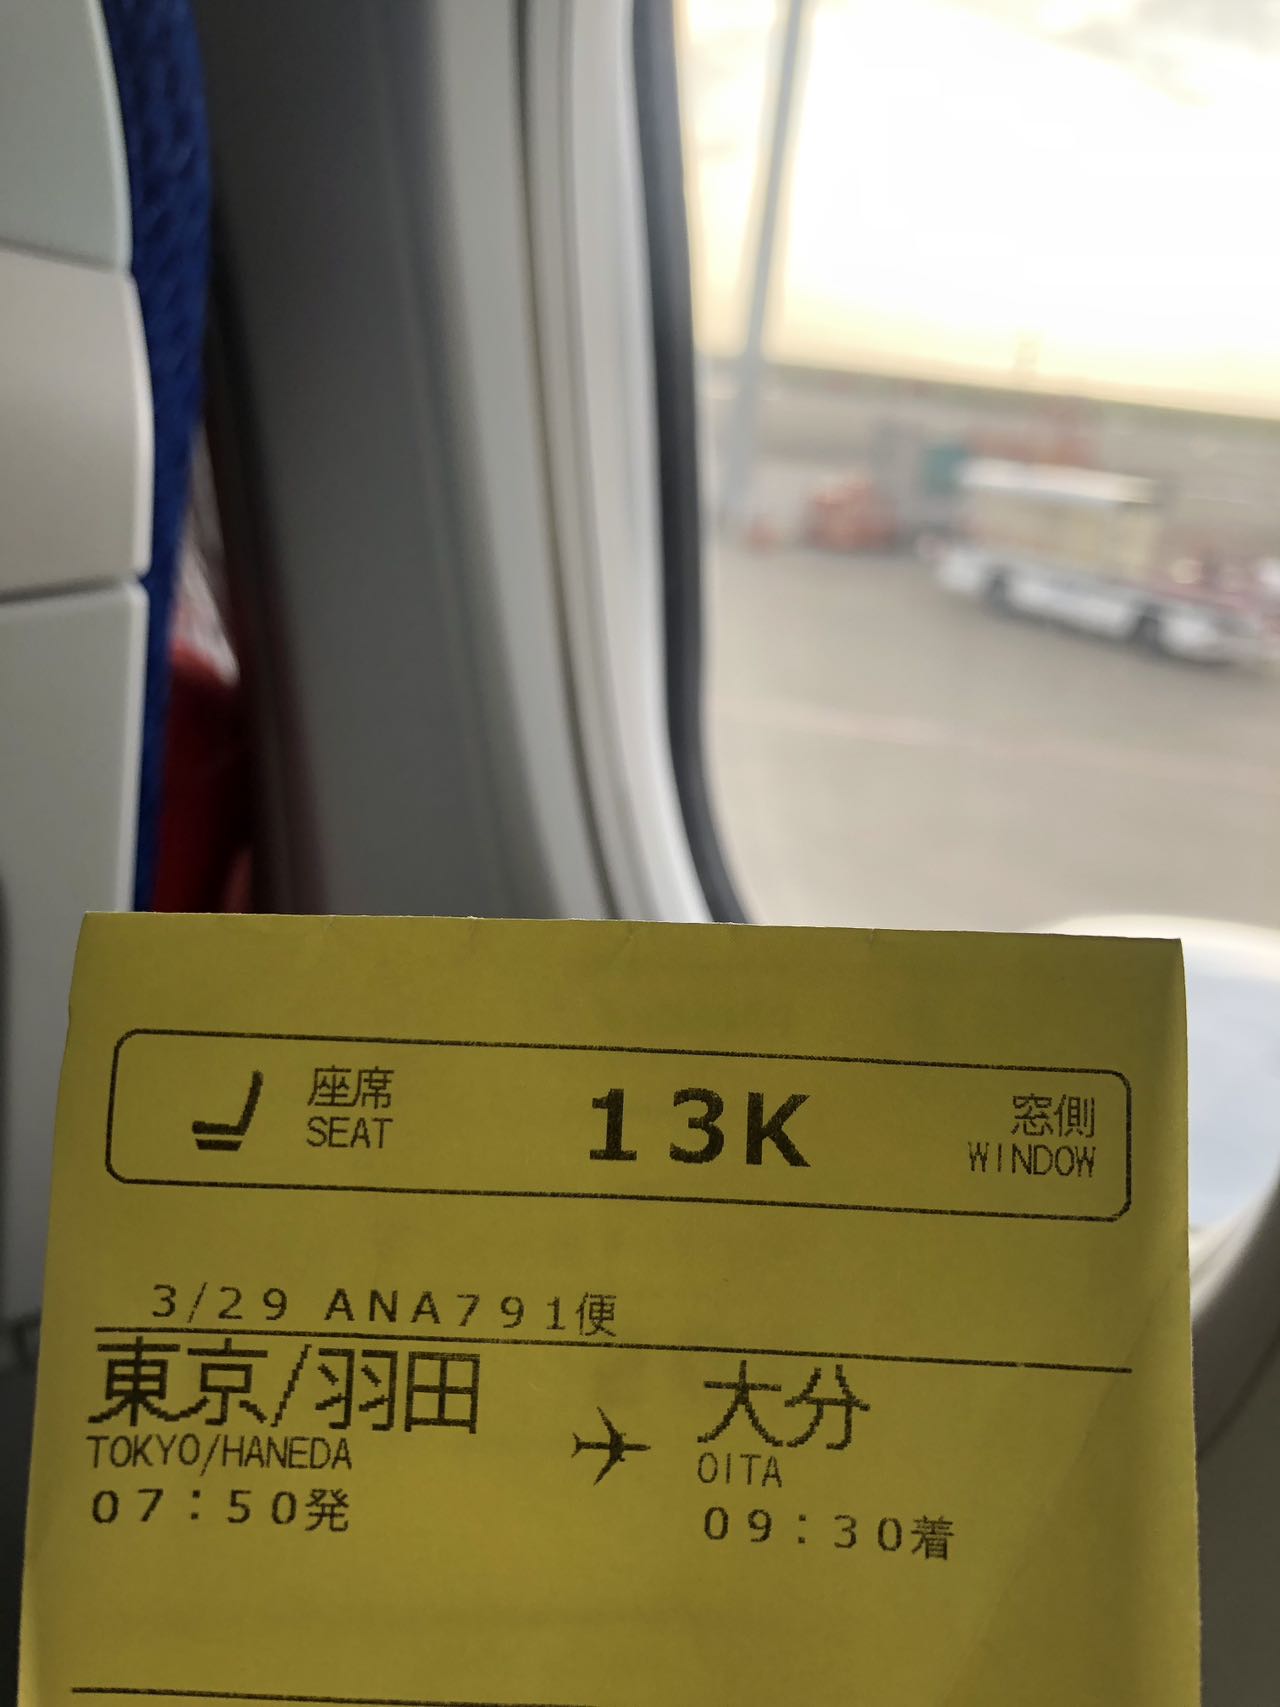 座席 13K 窓側
SEAT WINDOW
3/29 ANA791便
東京/羽田 大分
TOKYO/HANEDA OITA
07:50発 09:30着